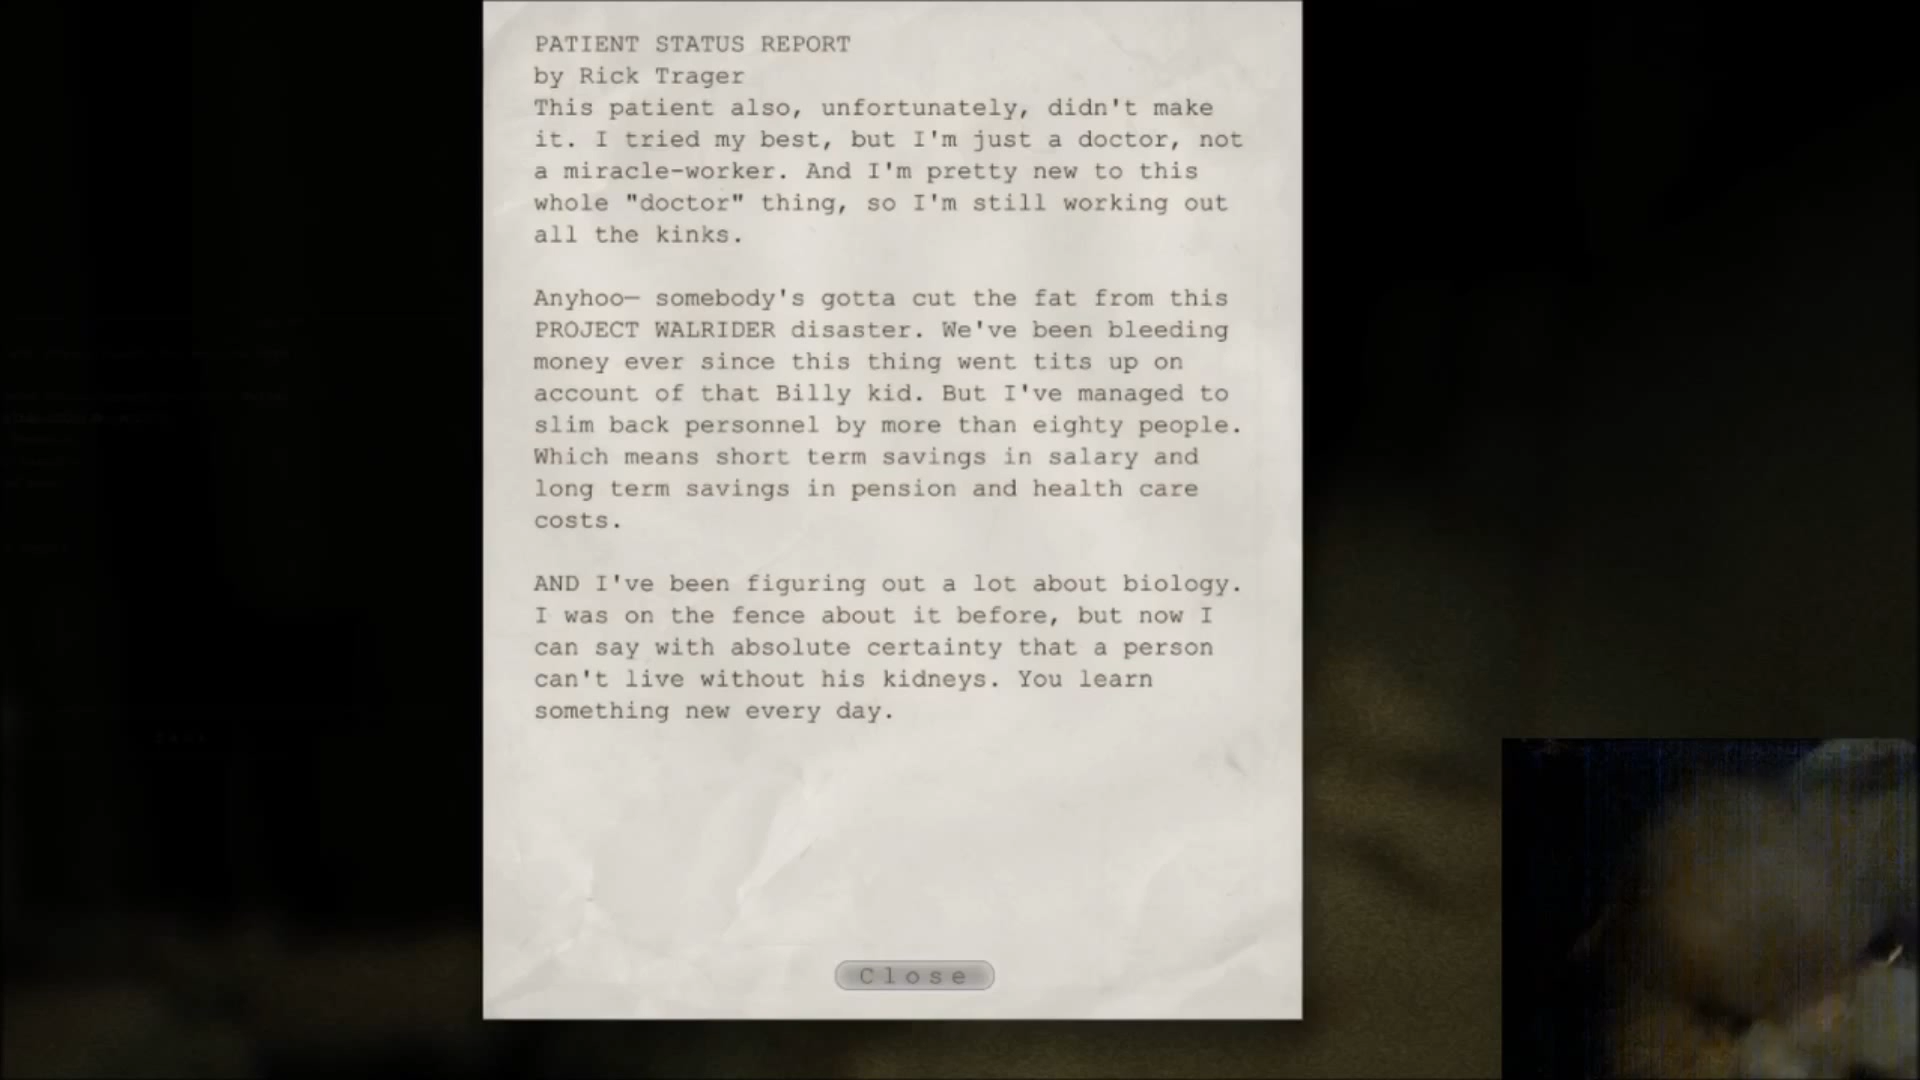 PATIENT STATUS REPORT
by Rick Trager
This patient also, unfortunately, didn't make
it. I tried my best, but I'm just a doctor, not
a miracle-worker. And I'm pretty new to this
whole "doctor" thing, so I'm still working out
all the kinks.
Anyhoo— somebody's gotta cut the fat from this
PROJECT WALRIDER disaster. We've been bleeding
money ever since this thing went tits up on
account of that Billy kid. But I've managed to
slim back personnel by more than eighty people.
Which means short term savings in salary and
long term savings in pension and health care
costs.
AND I've been figuring out a lot about biology.
I was on the fence about it before, but now I
can say with absolute certainty that a person
can't live without his kidneys. You learn
something new every day.
Close